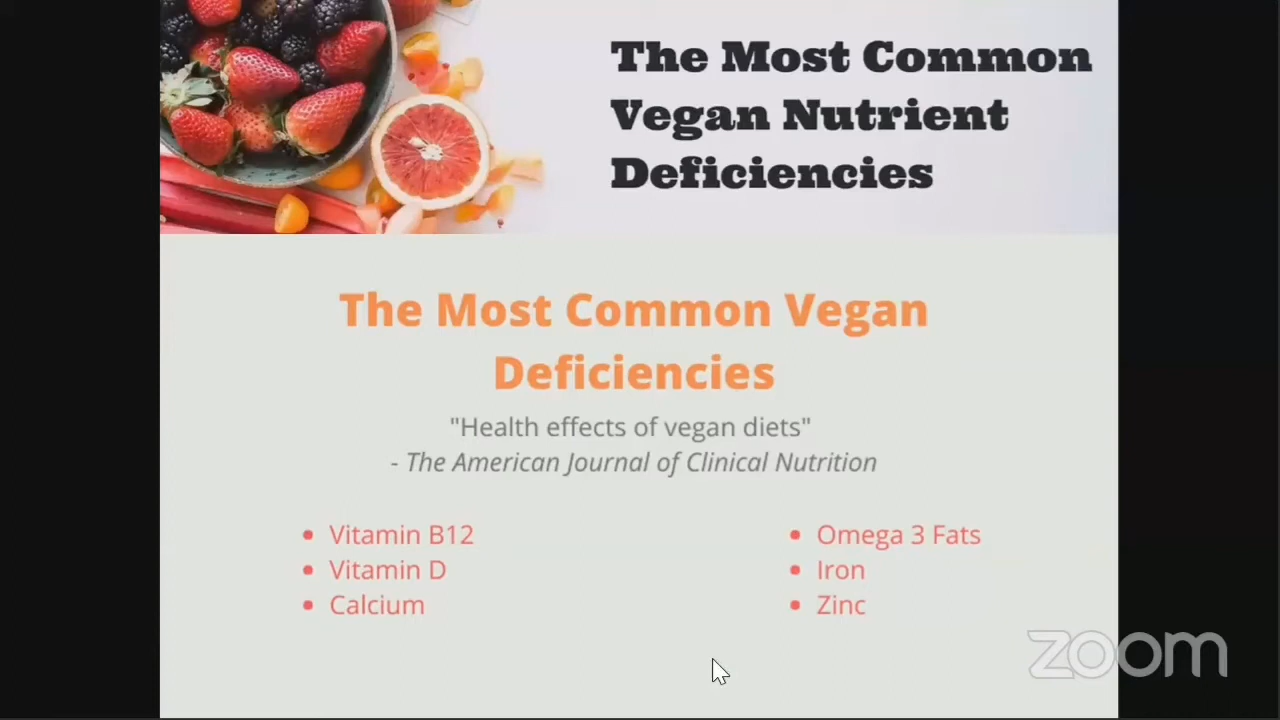 The Most Common
Vegan Nutrient
Deficiencies
The Most Common Vegan
Deficiencies
"Health effects of vegan diets"
- The American Journal of Clinical Nutrition
• Vitamin B12
• Vitamin D
• Calcium
• Omega 3 Fats
• Iron
• Zinc
zoom